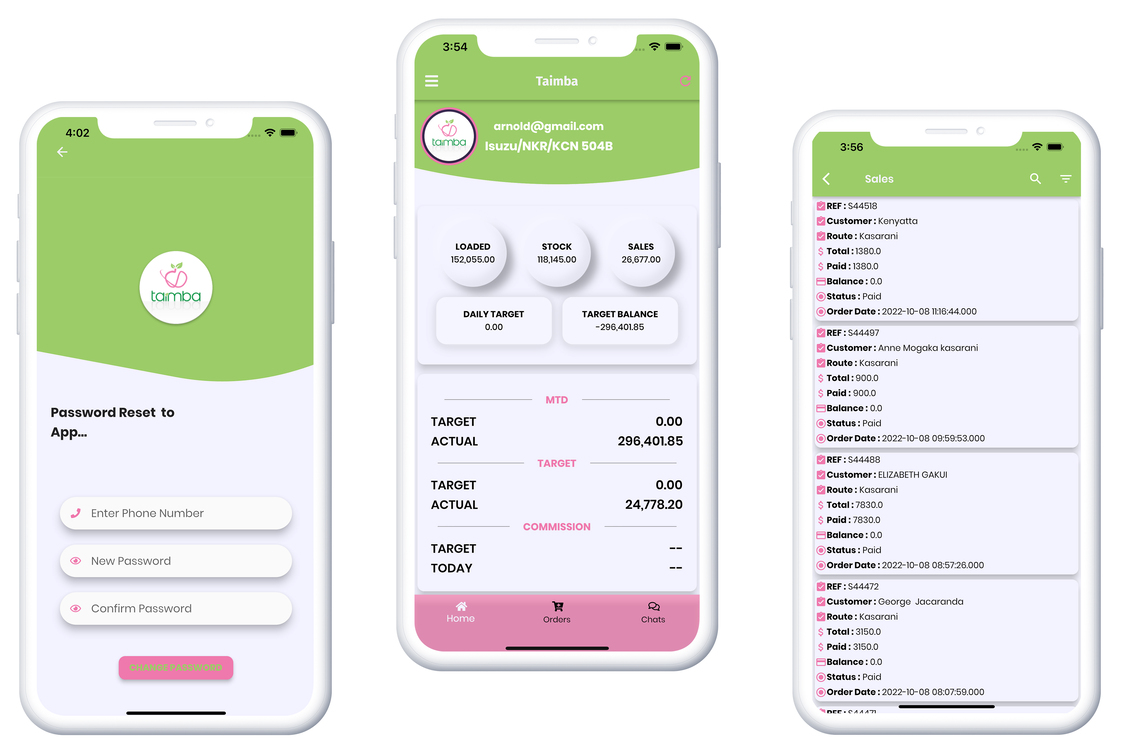 4:02
taimba
Password Reset to
App...
Enter Phone Number
New Password
Confirm Password
CHANGE PASSWORD
3:54
Taimba
taimba
arnold@gmail.com
Isuzu/NKR/KCN 504B
LOADED
152,055.00
STOCK
118,145.00
SALES
26,677.00
DAILY TARGET
0.00
TARGET BALANCE
-296,401.85
MTD
TARGET 0.00
ACTUAL 296,401.85
TARGET
TARGET 0.00
ACTUAL 24,778.20
COMMISSION
TARGET --
TODAY --
Home
Orders
Chats
3:56
Sales
REF : S44518
Customer : Kenyatta
Route : Kasarani
$ Total : 1380.0
$ Paid : 1380.0
Balance : 0.0
Status : Paid
Order Date : 2022-10-08 11:16:44.000
REF : S44497
Customer : Anne Mogaka kasarani
Route : Kasarani
$ Total : 900.0
$ Paid : 900.0
Balance : 0.0
Status : Paid
Order Date : 2022-10-08 09:59:53.000
REF : S44488
Customer : ELIZABETH GAKUI
Route : Kasarani
$ Total : 7830.0
$ Paid : 7830.0
Balance : 0.0
Status : Paid
Order Date : 2022-10-08 08:57:26.000
REF : S44472
Customer : George Jacaranda
Route : Kasarani
$ Total : 3150.0
$ Paid : 3150.0
Balance : 0.0
Status : Paid
Order Date : 2022-10-08 08:07:59.000
REF : S44471